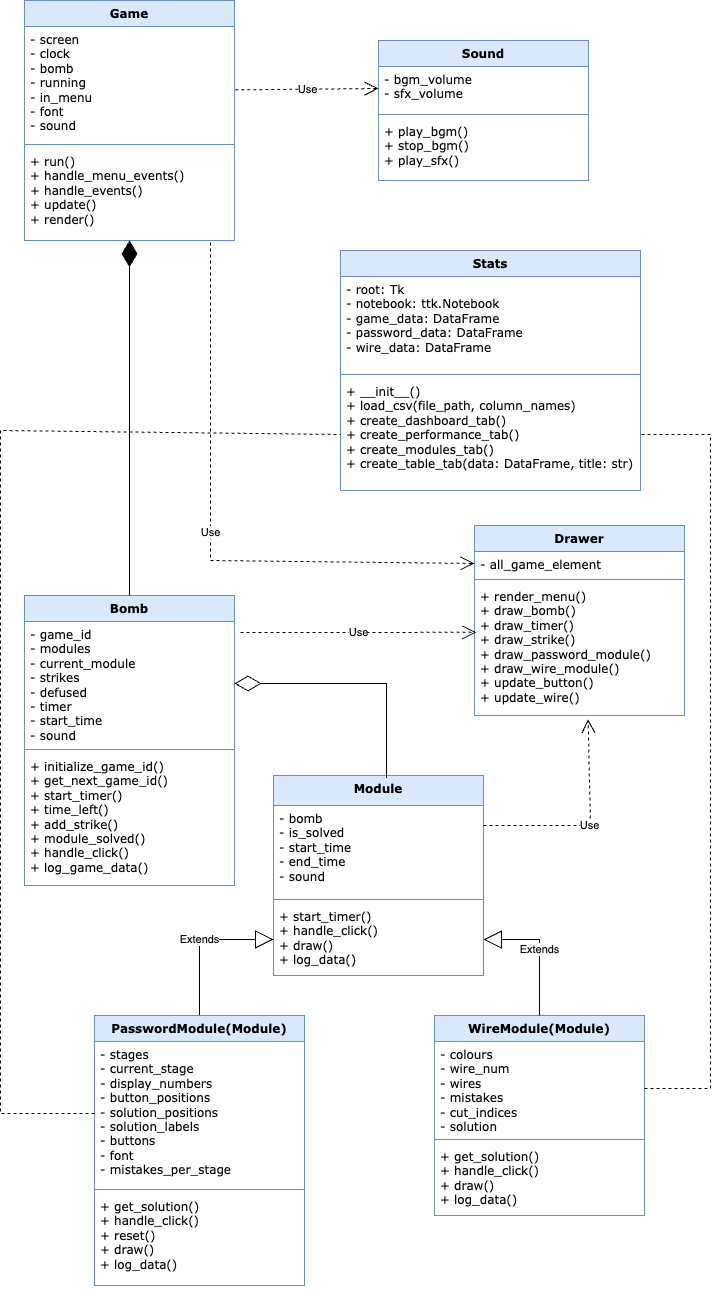 Game
- screen
- clock
- bomb
- running
- in_menu
- font
- sound
+ run()
+ handle_menu_events()
+ handle_events()
+ update()
+ render()
Use
Sound
- bgm_volume
- sfx_volume
+ play_bgm()
+ stop_bgm()
+ play_sfx()
Stats
- root: Tk
- notebook: ttk.Notebook
- game_data: DataFrame
- password_data: DataFrame
- wire_data: DataFrame
+ __init__()
+ load_csv(file_path, column_names)
+ create_dashboard_tab()
+ create_performance_tab()
+ create_modules_tab()
+ create_table_tab(data: DataFrame, title: str)
Use
Drawer
- all_game_element
+ render_menu()
+ draw_bomb()
+ draw_timer()
+ draw_strike()
+ draw_password_module()
+ draw_wire_module()
+ update_button()
+ update_wire()
Bomb
- game_id
- modules
- current_module
- strikes
- defused
- timer
- start_time
- sound
+ initialize_game_id()
+ get_next_game_id()
+ start_timer()
+ time_left()
+ add_strike()
+ module_solved()
+ handle_click()
+ log_game_data()
Use
Module
- bomb
- is_solved
- start_time
- end_time
- sound
+ start_timer()
+ handle_click()
+ draw()
+ log_data()
Use
Extends
Extends
PasswordModule(Module)
- stages
- current_stage
- display_numbers
- button_positions
- solution_positions
- solution_labels
- buttons
- font
- mistakes_per_stage
+ get_solution()
+ handle_click()
+ reset()
+ draw()
+ log_data()
WireModule(Module)
- colours
- wire_num
- wires
- mistakes
- cut_indices
- solution
+ get_solution()
+ handle_click()
+ draw()
+ log_data()